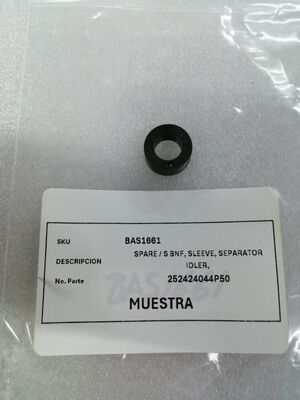 SKU BAS1661
DESCRIPCION SPARE / S BNF, SLEEVE, SEPARATOR
IDLER,
No. Parte 252424044P50
MUESTRA